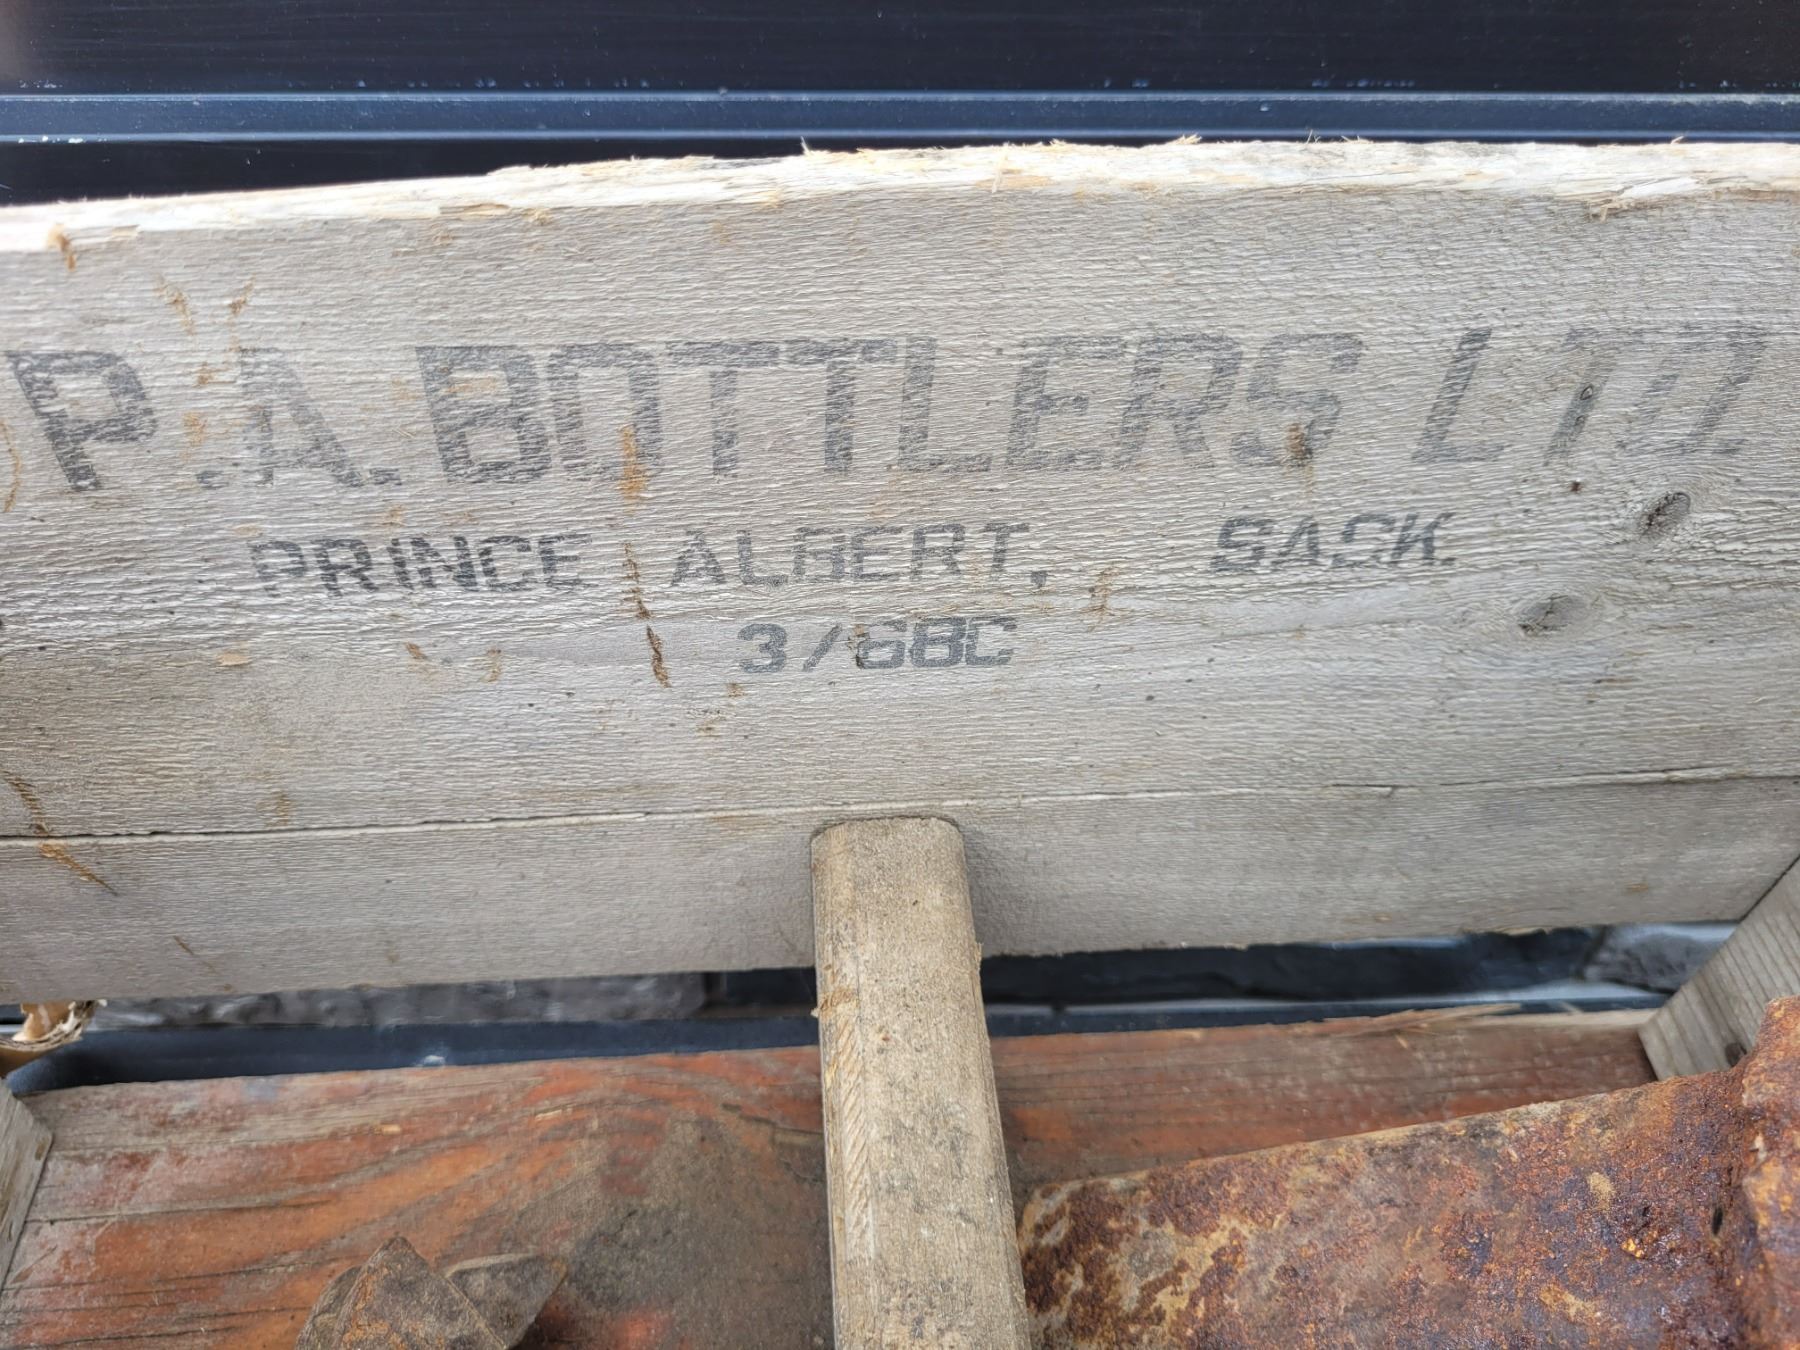 P.A. BOTTLERS LTD.
PRINCE ALBERT, SASK.
3/68C